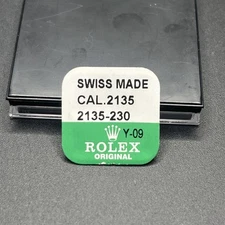 SWISS MADE
CAL.2135
2135-230
Y-09
ROLEX
ORIGINAL